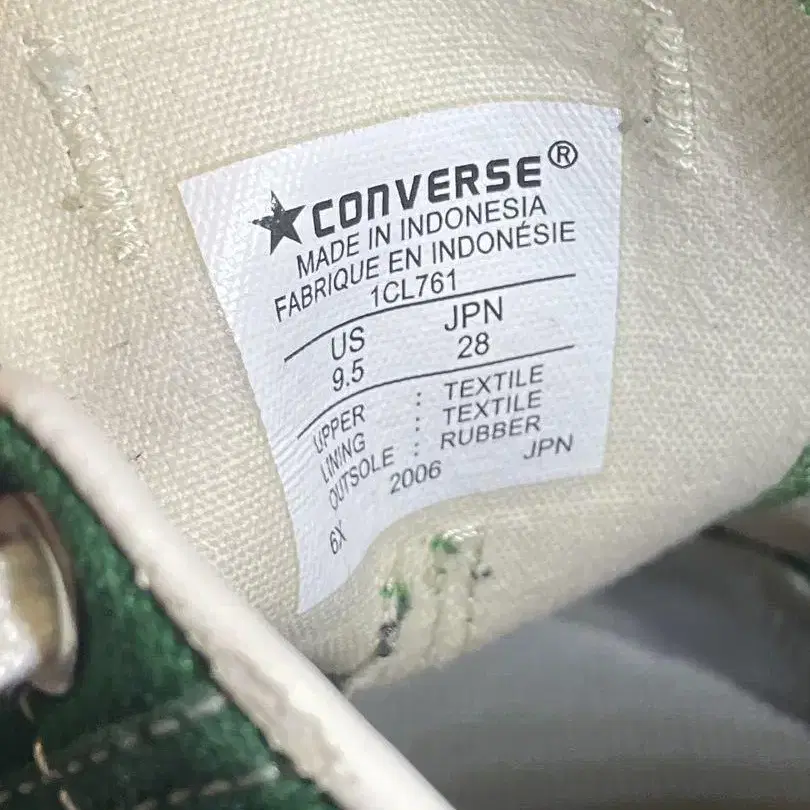 CONVERSE®
MADE IN INDONESIA
FABRIQUE EN INDONÉSIE
1CL761
US JPN
9.5 28
UPPER : TEXTILE
LINING : TEXTILE
OUTSOLE : RUBBER
6X 2006 JPN